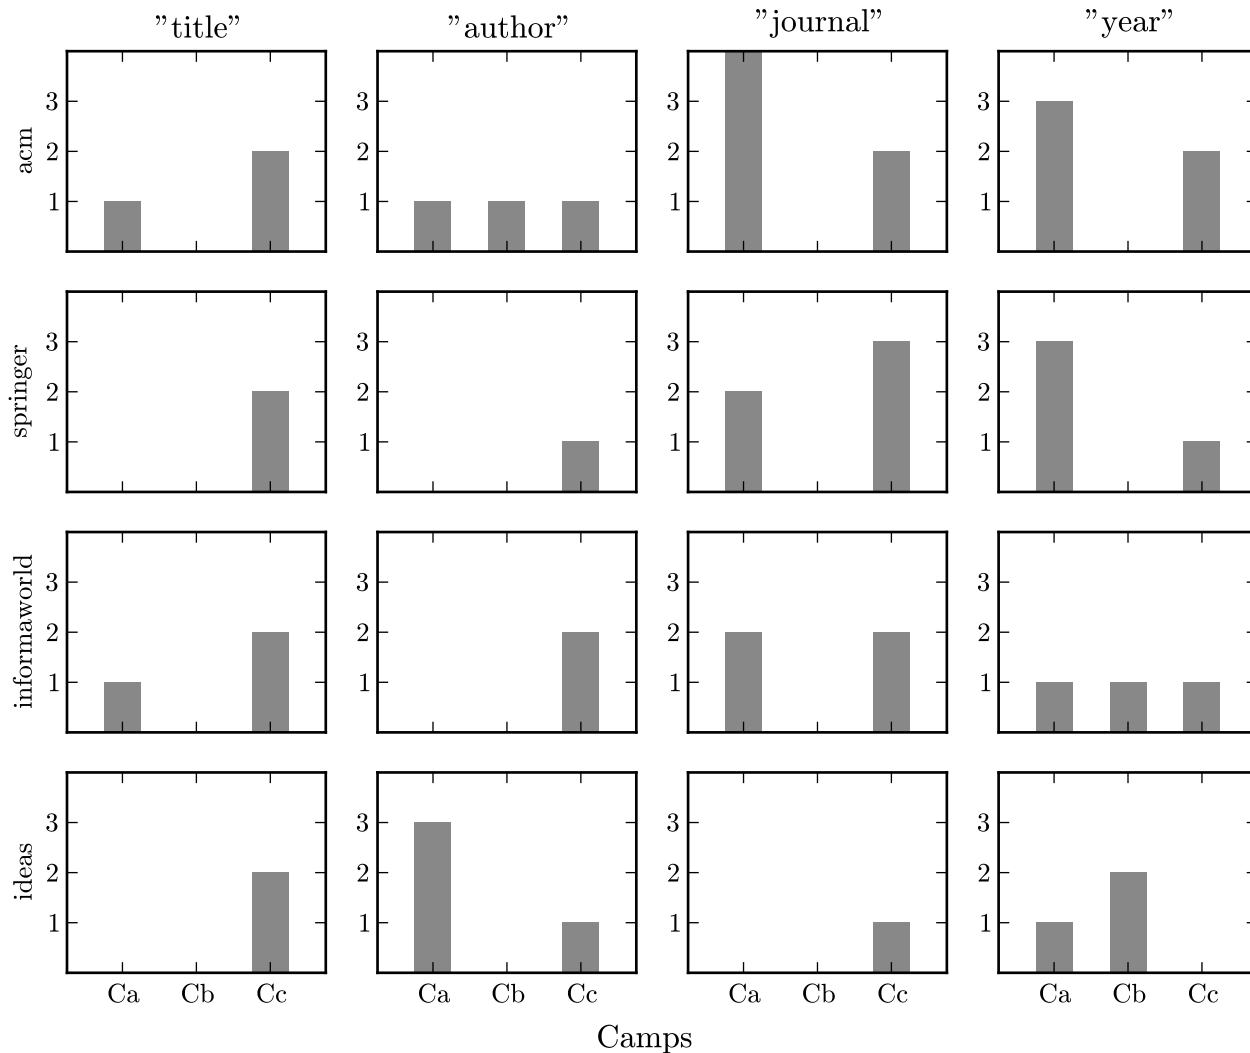 ”title” ”author” ”journal” ”year”
acm
3 3 3 3
2 2 2 2
1 1 1 1
springer
3 3 3 3
2 2 2 2
1 1 1 1
informaworld
3 3 3 3
2 2 2 2
1 1 1 1
ideas
3 3 3 3
2 2 2 2
1 1 1 1
Ca Cb Cc Ca Cb Cc Ca Cb Cc Ca Cb Cc
Camps